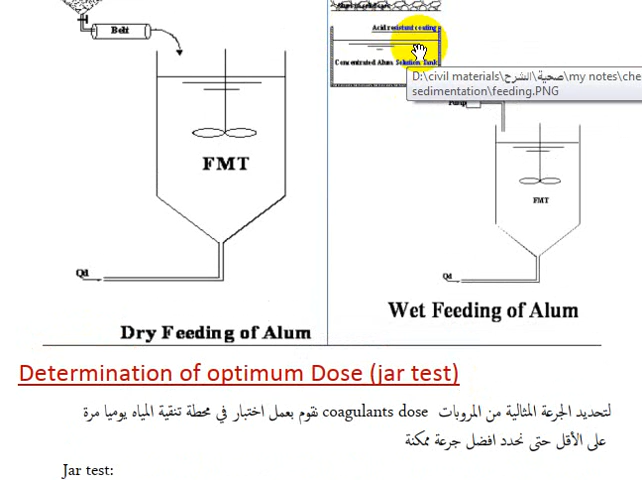 Belt
Acid resistant coating
Concentrated Alum Solution Tank
D:\civil materials\صحية\الشرح\my notes\che
sedimentation\feeding.PNG
FMT
FMT
Qd
Qd
Dry Feeding of Alum
Wet Feeding of Alum
Determination of optimum Dose (jar test)
لتحديد الجرعة المثالية من المروبات coagulants dose نقوم بعمل اختبار في محطة تنقية المياه يوميا مرة
على الأقل حتى نحدد افضل جرعة ممكنة
Jar test: